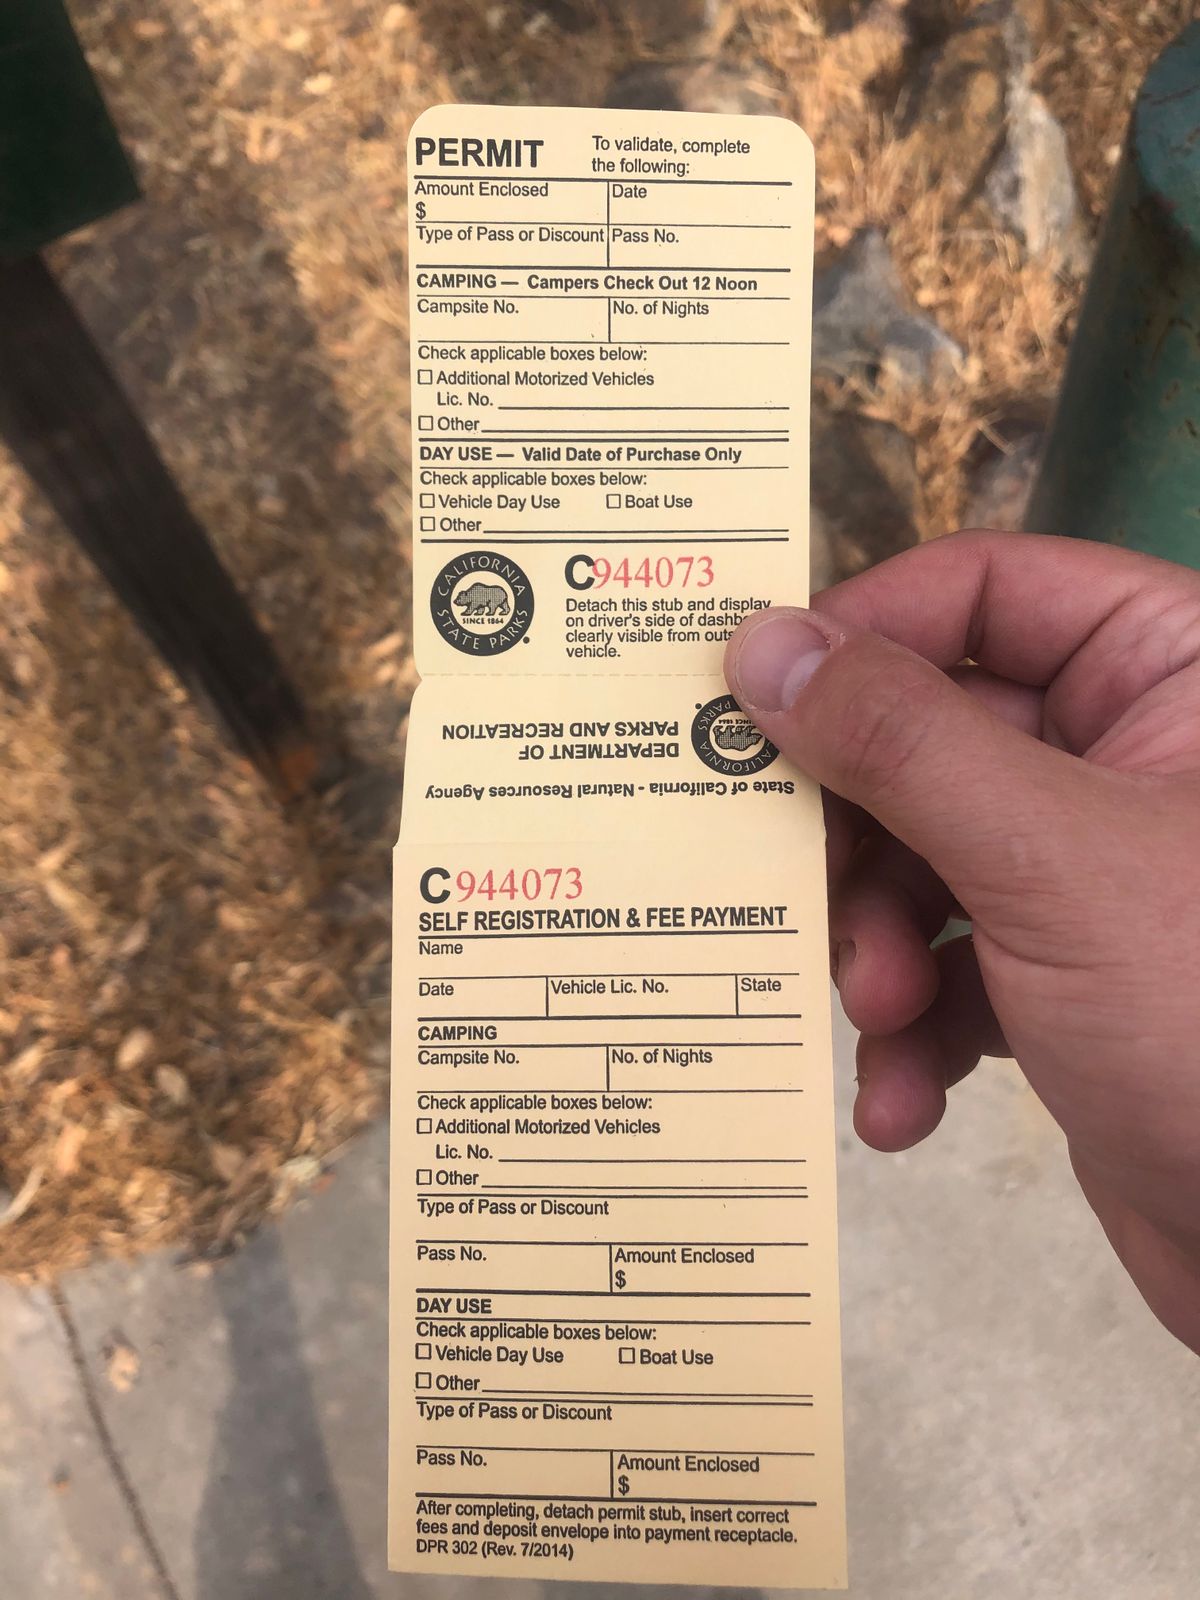 PERMIT
To validate, complete
the following:
Amount Enclosed
$
Date
Type of Pass or Discount
Pass No.
CAMPING — Campers Check Out 12 Noon
Campsite No.
No. of Nights
Check applicable boxes below:
Additional Motorized Vehicles
Lic. No.
Other
DAY USE — Valid Date of Purchase Only
Check applicable boxes below:
Vehicle Day Use
Boat Use
Other
CALIFORNIA
STATE PARKS
SINCE 1864
C944073
Detach this stub and display
on driver's side of
clearly visible from
vehicle.
State of California - Natural Resources Agency
DEPARTMENT OF
PARKS AND RECREATION
CALIFORNIA
PARKS
SINCE 1864
C944073
SELF REGISTRATION & FEE PAYMENT
Name
Date
Vehicle Lic. No.
State
CAMPING
Campsite No.
No. of Nights
Check applicable boxes below:
Additional Motorized Vehicles
Lic. No.
Other
Type of Pass or Discount
Pass No.
Amount Enclosed
$
DAY USE
Check applicable boxes below:
Vehicle Day Use
Boat Use
Other
Type of Pass or Discount
Pass No.
Amount Enclosed
$
After completing, detach permit stub, insert correct
fees and deposit envelope into payment receptacle.
DPR 302 (Rev. 7/2014)